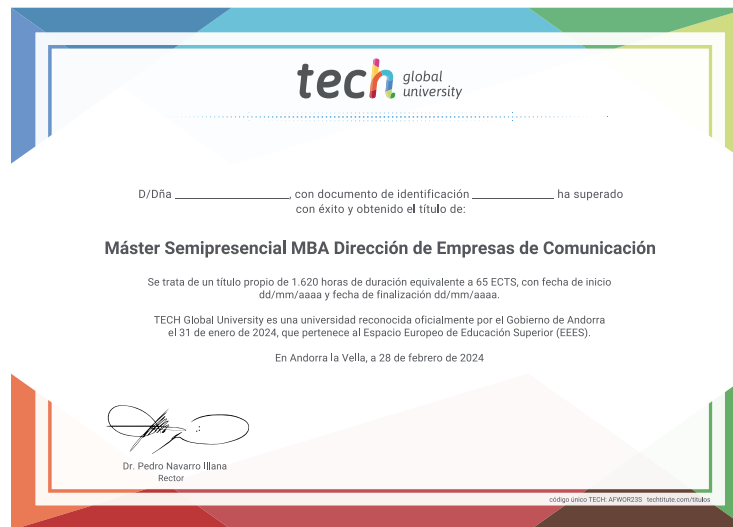 tech global university
D/Dña ____________________, con documento de identificación ______________ ha superado
con éxito y obtenido el título de:
Máster Semipresencial MBA Dirección de Empresas de Comunicación
Se trata de un título propio de 1.620 horas de duración equivalente a 65 ECTS, con fecha de inicio
dd/mm/aaaa y fecha de finalización dd/mm/aaaa.
TECH Global University es una universidad reconocida oficialmente por el Gobierno de Andorra
el 31 de enero de 2024, que pertenece al Espacio Europeo de Educación Superior (EEES).
En Andorra la Vella, a 28 de febrero de 2024
Dr. Pedro Navarro Illana
Rector
código único TECH: AFWOR23S techtitute.com/titulos